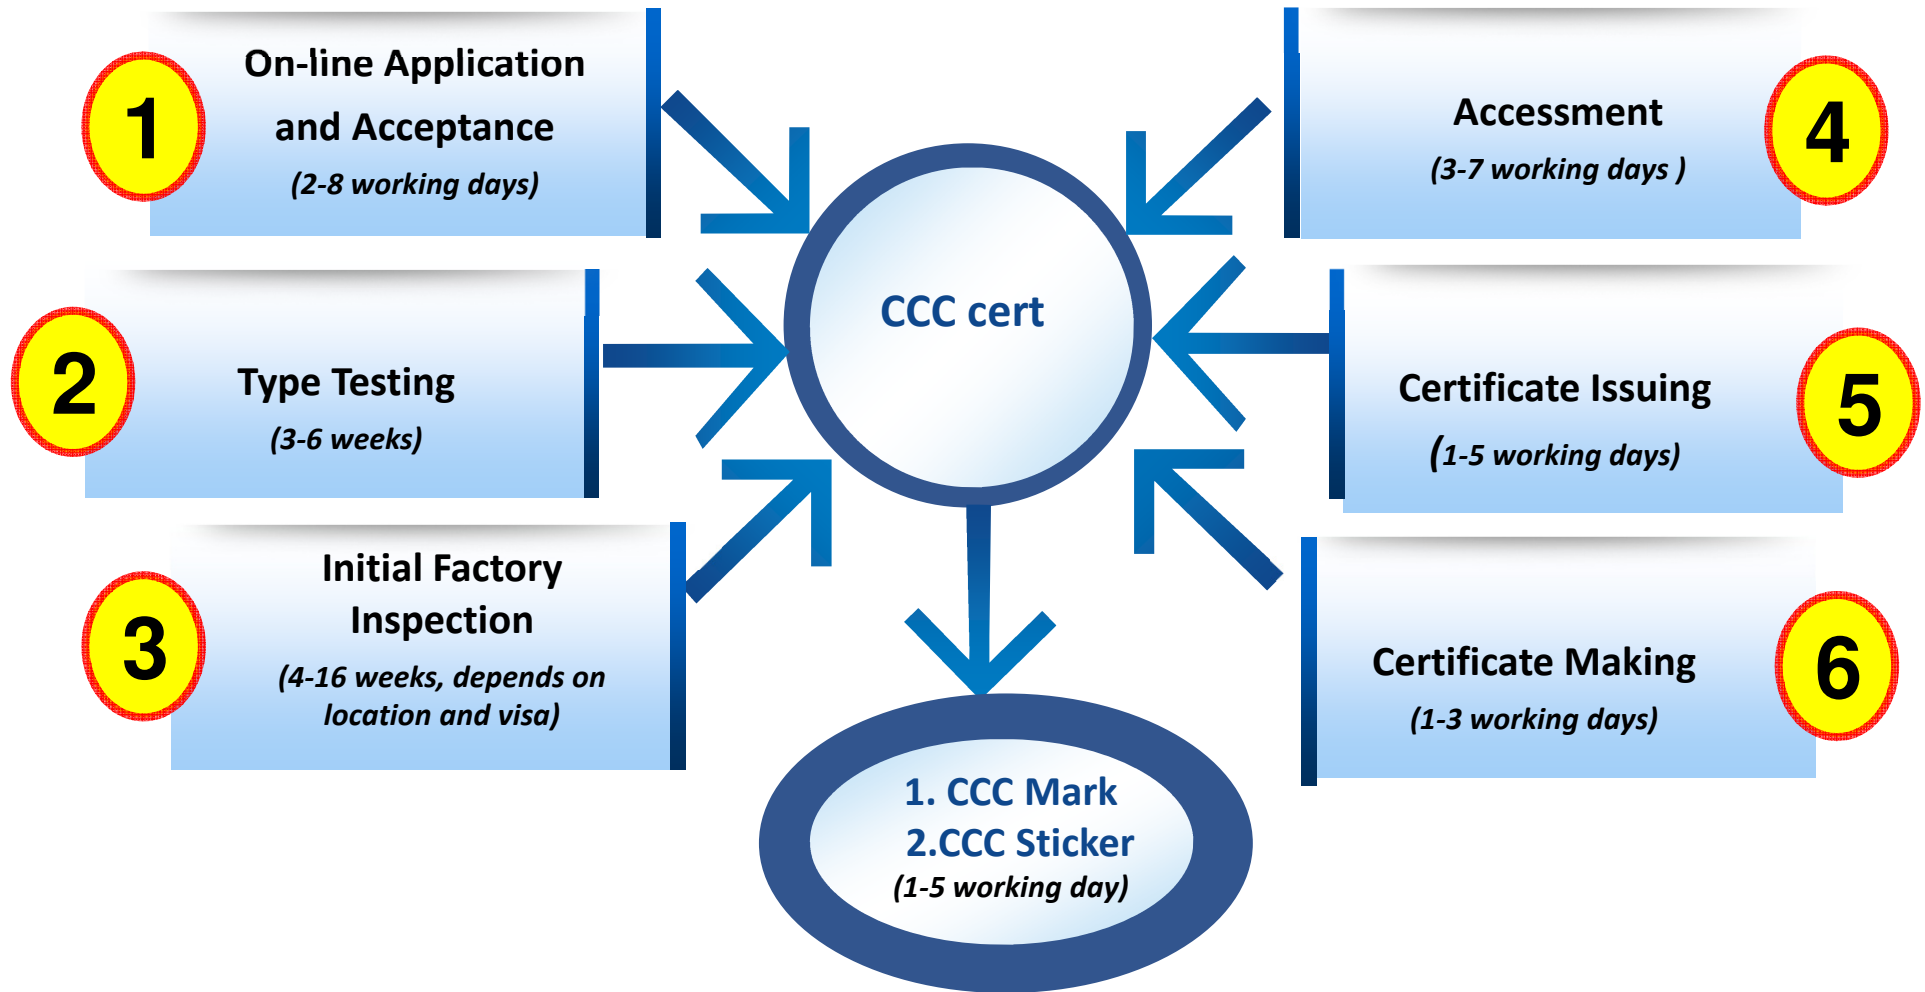 1
On-line Application
and Acceptance
(2-8 working days)
2
Type Testing
(3-6 weeks)
3
Initial Factory
Inspection
(4-16 weeks, depends on
location and visa)
CCC cert
1. CCC Mark
2.CCC Sticker
(1-5 working day)
4
Accessment
(3-7 working days )
5
Certificate Issuing
(1-5 working days)
6
Certificate Making
(1-3 working days)